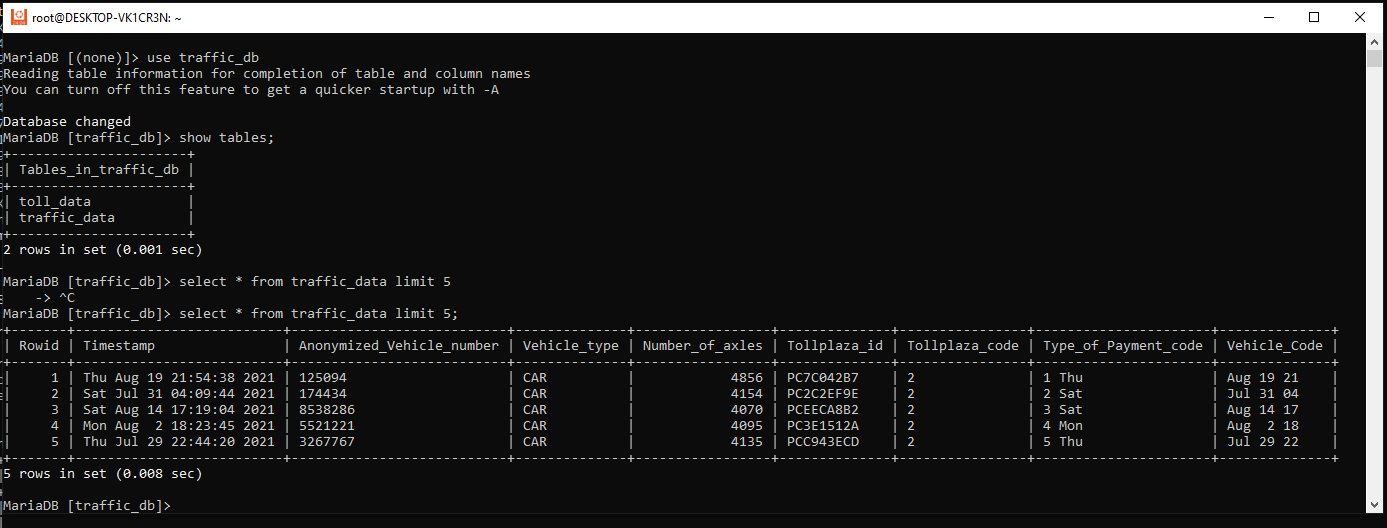 root@DESKTOP-VK1CR3N: ~
MariaDB [(none)]> use traffic_db
Reading table information for completion of table and column names
You can turn off this feature to get a quicker startup with -A
Database changed
MariaDB [traffic_db]> show tables;
+----------------------+
| Tables_in_traffic_db |
+----------------------+
| toll_data            |
| traffic_data         |
+----------------------+
2 rows in set (0.001 sec)
MariaDB [traffic_db]> select * from traffic_data limit 5
    -> ^C
MariaDB [traffic_db]> select * from traffic_data limit 5;
+-------+--------------------------+---------------------------+--------------+-----------------+--------------+----------------+----------------------+--------------+
| Rowid | Timestamp                | Anonymized_Vehicle_number | Vehicle_type | Number_of_axles | Tollplaza_id | Tollplaza_code | Type_of_Payment_code | Vehicle_Code |
+-------+--------------------------+---------------------------+--------------+-----------------+--------------+----------------+----------------------+--------------+
|     1 | Thu Aug 19 21:54:38 2021 | 125094                    | CAR          |            4856 | PC7C042B7    | 2              | 1 Thu                | Aug 19 21    |
|     2 | Sat Jul 31 04:09:44 2021 | 174434                    | CAR          |            4154 | PC2C2EF9E    | 2              | 2 Sat                | Jul 31 04    |
|     3 | Sat Aug 14 17:19:04 2021 | 8538286                   | CAR          |            4070 | PCEECA8B2    | 2              | 3 Sat                | Aug 14 17    |
|     4 | Mon Aug  2 18:23:45 2021 | 5521221                   | CAR          |            4095 | PC3E1512A    | 2              | 4 Mon                | Aug  2 18    |
|     5 | Thu Jul 29 22:44:20 2021 | 3267767                   | CAR          |            4135 | PCC943ECD    | 2              | 5 Thu                | Jul 29 22    |
+-------+--------------------------+---------------------------+--------------+-----------------+--------------+----------------+----------------------+--------------+
5 rows in set (0.008 sec)
MariaDB [traffic_db]>